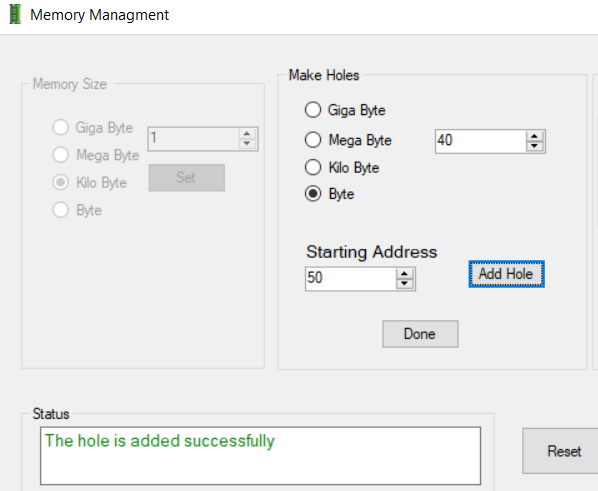 Memory Managment
Memory Size
Giga Byte
1
Mega Byte
Kilo Byte
Set
Byte
Make Holes
Giga Byte
Mega Byte
40
Kilo Byte
Byte
Starting Address
50
Add Hole
Done
Status
The hole is added successfully
Reset